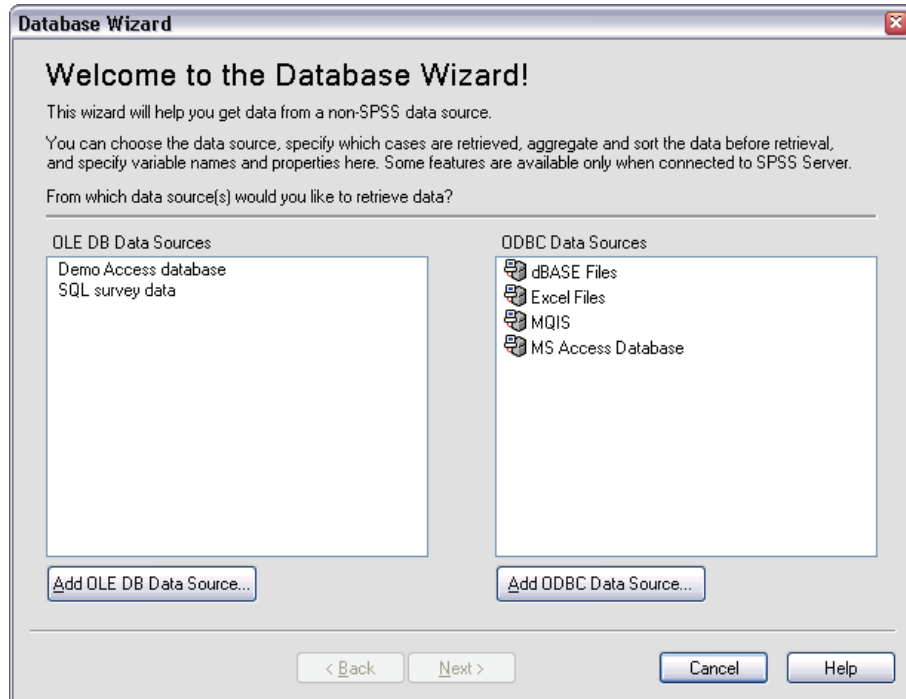 Database Wizard
Welcome to the Database Wizard!
This wizard will help you get data from a non-SPSS data source.
You can choose the data source, specify which cases are retrieved, aggregate and sort the data before retrieval,
and specify variable names and properties here. Some features are available only when connected to SPSS Server.
From which data source(s) would you like to retrieve data?
OLE DB Data Sources
Demo Access database
SQL survey data
Add OLE DB Data Source...
ODBC Data Sources
dBASE Files
Excel Files
MQIS
MS Access Database
Add ODBC Data Source...
< Back
Next >
Cancel
Help